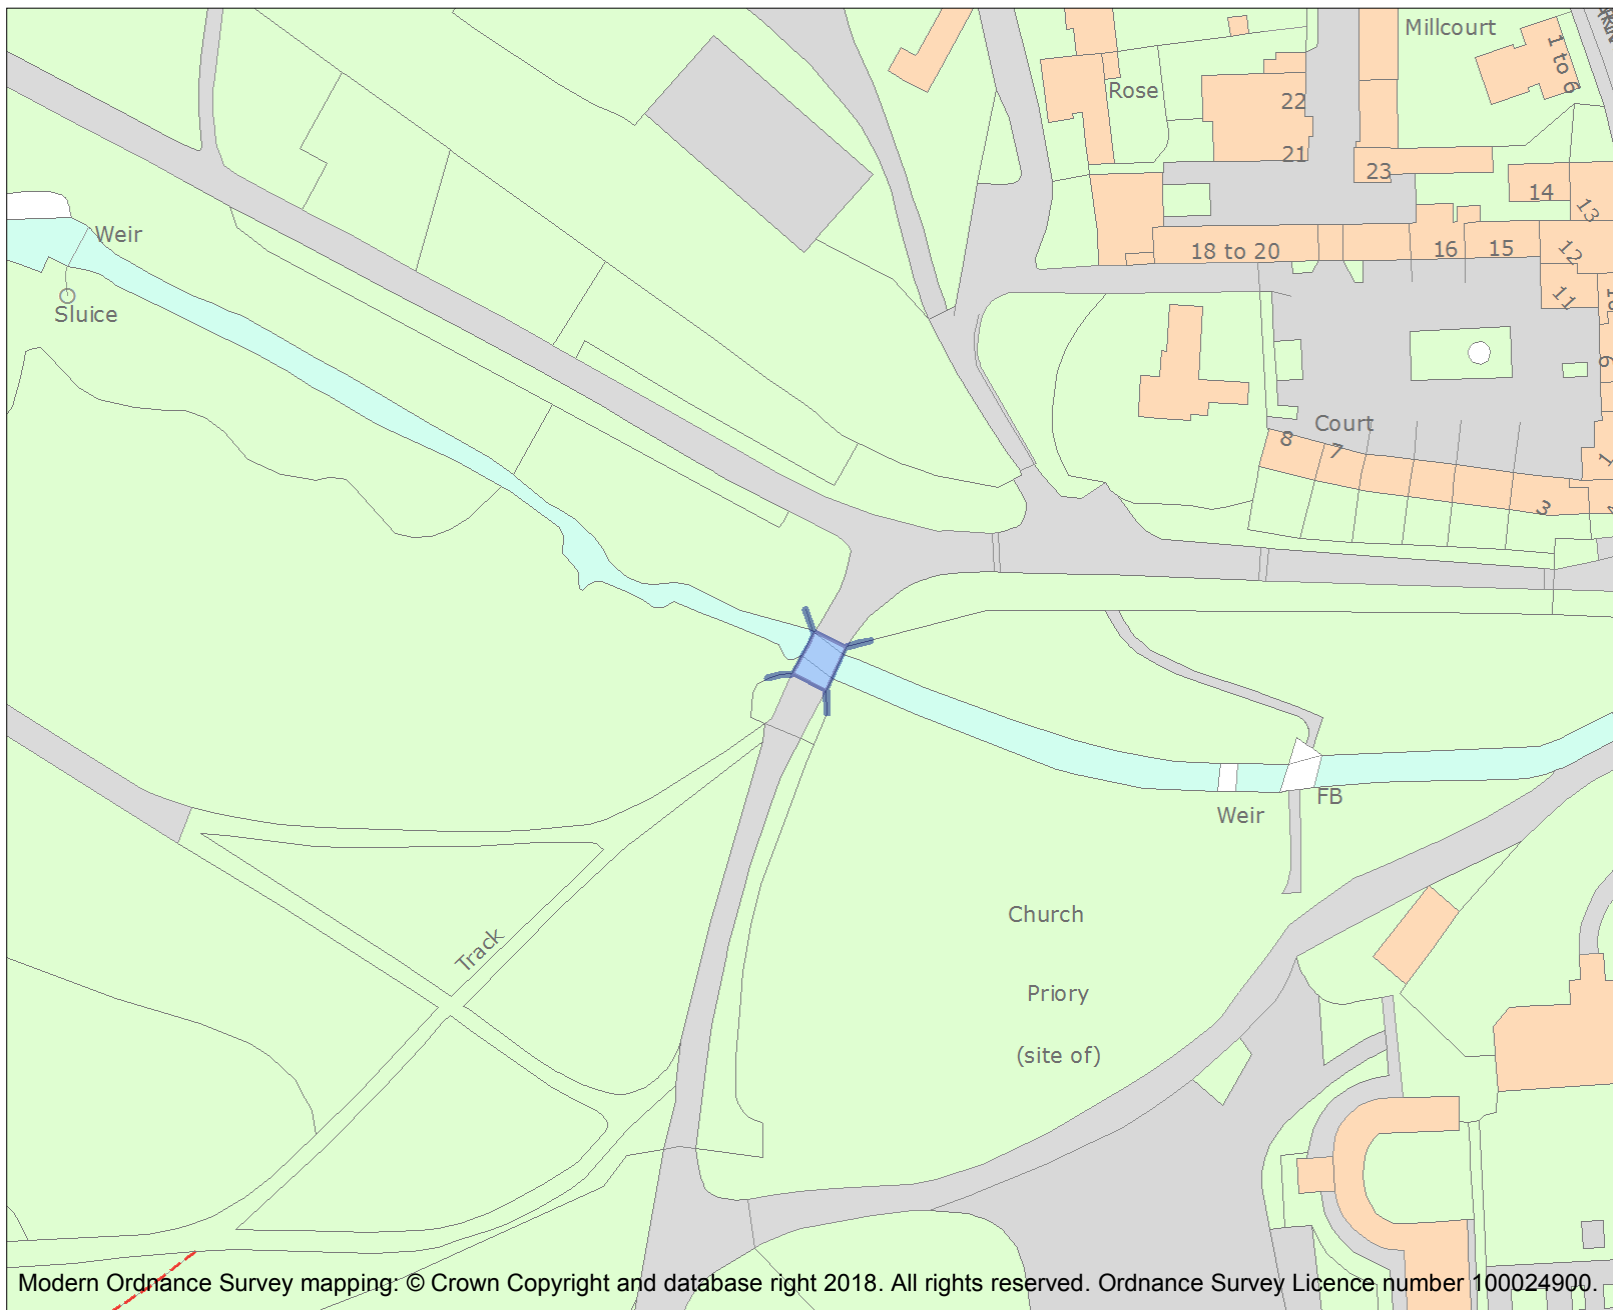 Millcourt
1 to 6
Rose
22
21
23
14
13
Weir
18 to 20
16
15
12
11
Sluice
9
Court
8
7
1
3
FB
Weir
Church
Track
Priory
(site of)
Modern Ordnance Survey mapping: © Crown Copyright and database right 2018. All rights reserved. Ordnance Survey Licence number 100024900.